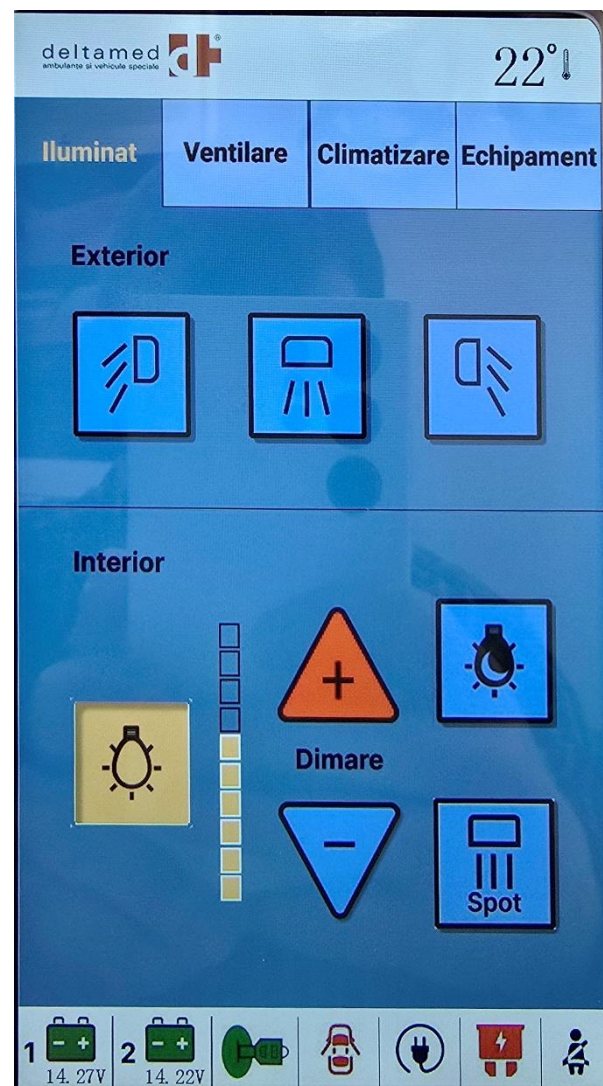 deltamed
ambulanțe și vehicule speciale
®
22°
Iluminat
Ventilare
Climatizare
Echipament
Exterior
Interior
+
Dimare
-
Spot
1
14.27V
2
14.22V